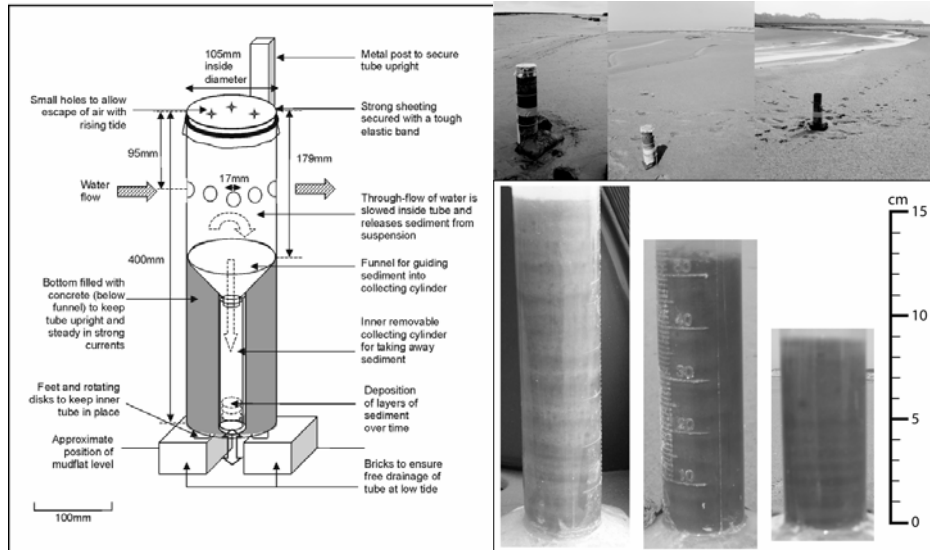 105mm
inside
diameter
Metal post to secure
tube upright
Small holes to allow
escape of air with
rising tide
Strong sheeting
secured with a tough
elastic band
95mm
179mm
17mm
Water
flow
Through-flow of water is
slowed inside tube and
releases sediment from
suspension
400mm
Funnel for guiding
sediment into
collecting cylinder
Bottom filled with
concrete (below
funnel) to keep
tube upright and
steady in strong
currents
Inner removable
collecting cylinder
for taking away
sediment
Feet and rotating
disks to keep inner
tube in place
Deposition
of layers of
sediment
over time
Approximate
position of
mudflat level
Bricks to ensure
free drainage of
tube at low tide
100mm
40
30
20
10
cm
15
10
5
0